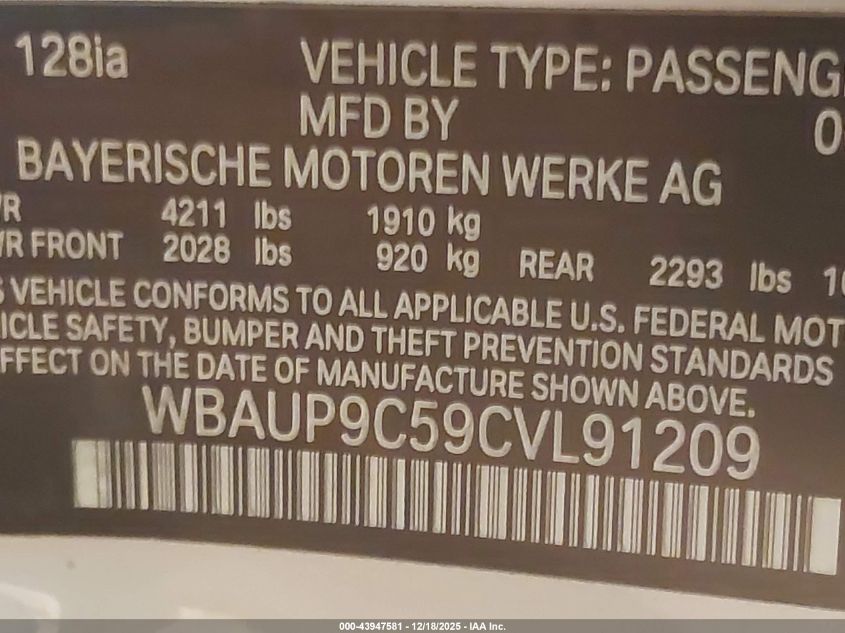 128ia VEHICLE TYPE: PASSENG
MFD BY
BAYERISCHE MOTOREN WERKE AG
4211 lbs 1910 kg
FRONT 2028 lbs 920 kg REAR 2293 lbs
VEHICLE CONFORMS TO ALL APPLICABLE U.S. FEDERAL MOT
ICLE SAFETY, BUMPER AND THEFT PREVENTION STANDARDS
FFECT ON THE DATE OF MANUFACTURE SHOWN ABOVE.
WBAUP9C59CVL91209
000-43947581 - 12/18/2025 - IAA Inc.